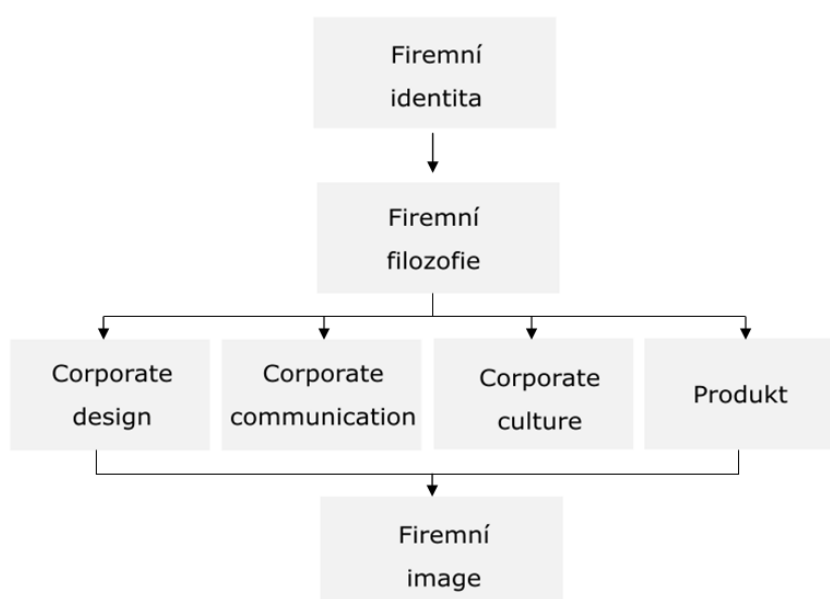 Firemní
identita
Firemní
filozofie
Corporate
design
Corporate
communication
Corporate
culture
Produkt
Firemní
image